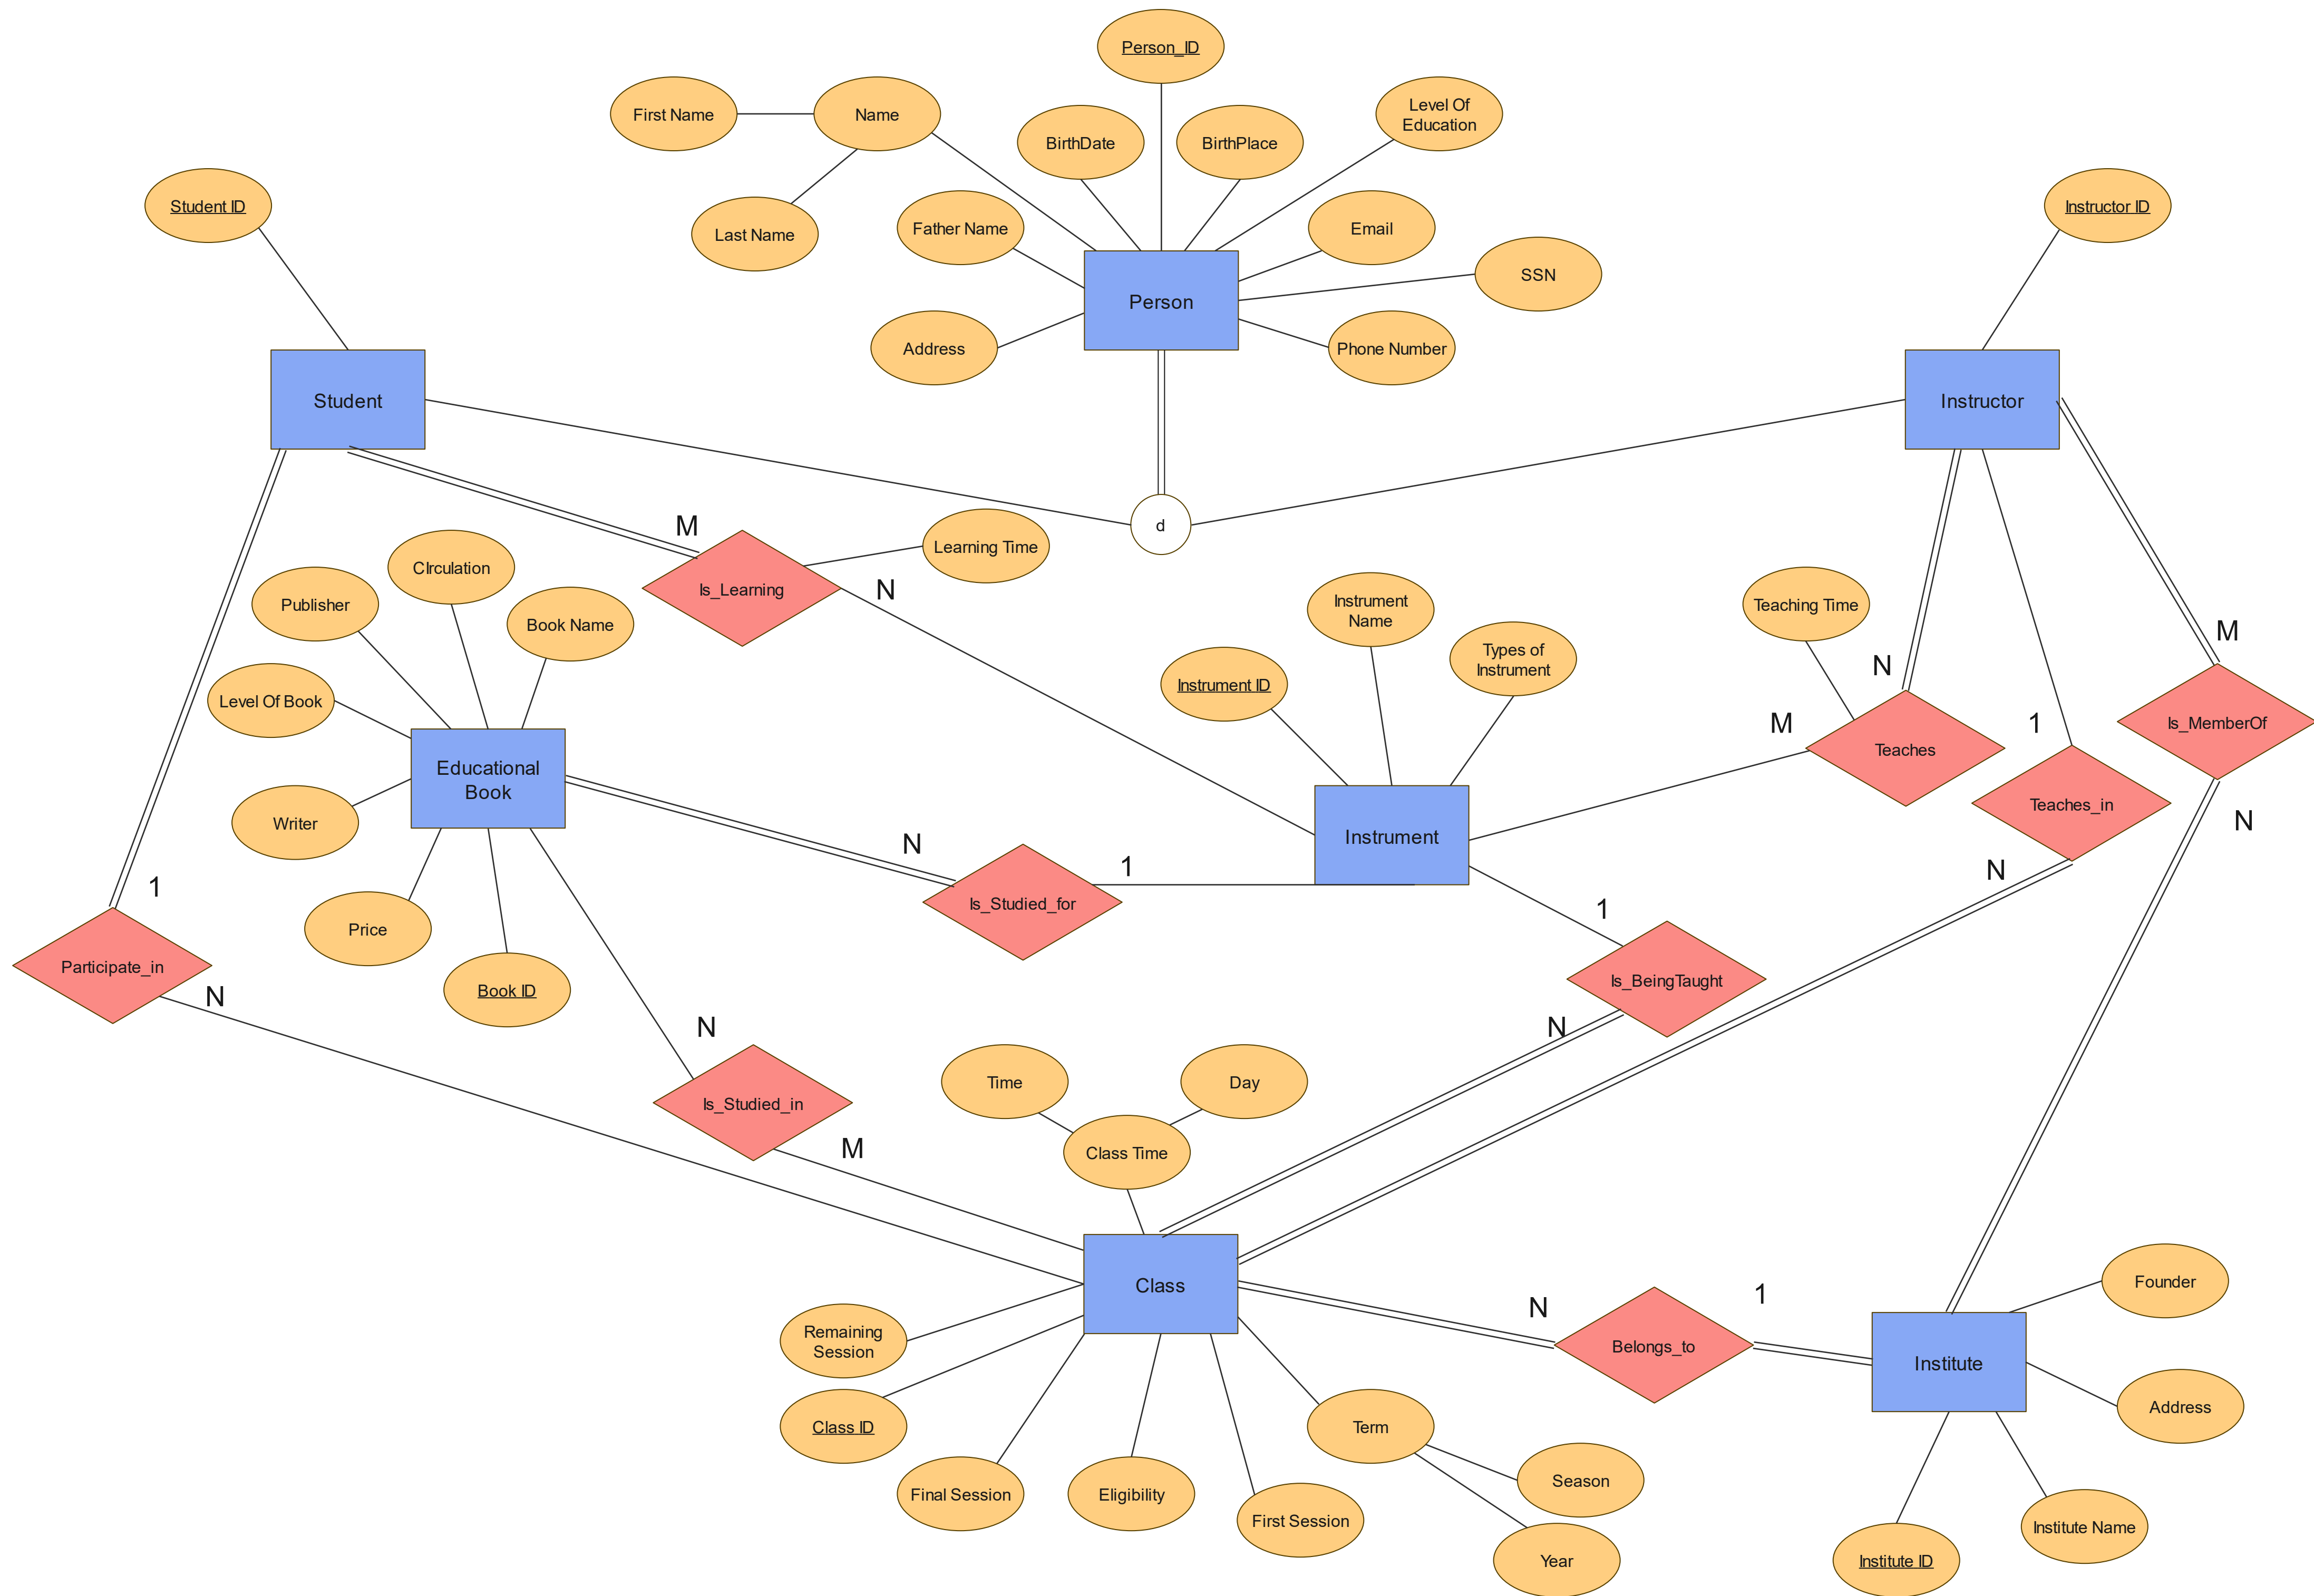 Person_ID
First Name
Name
Level Of
Education
BirthDate
BirthPlace
Student ID
Last Name
Father Name
Email
Instructor ID
SSN
Person
Address
Phone Number
Student
Instructor
d
M
Learning Time
CIrculation
Is_Learning
N
Publisher
Book Name
Instrument
Name
Teaching Time
M
Types of
Instrument
N
Instrument ID
Level Of Book
M
1
Is_MemberOf
Teaches
Educational
Book
Teaches_in
N
Writer
Instrument
N
1
N
1
Is_Studied_for
1
Price
Participate_in
N
Book ID
Is_BeingTaught
N
N
Time
Day
Is_Studied_in
M
Class Time
Class
Founder
N
1
Remaining
Session
Belongs_to
Institute
Class ID
Term
Address
Final Session
Eligibility
Season
First Session
Institute Name
Year
Institute ID